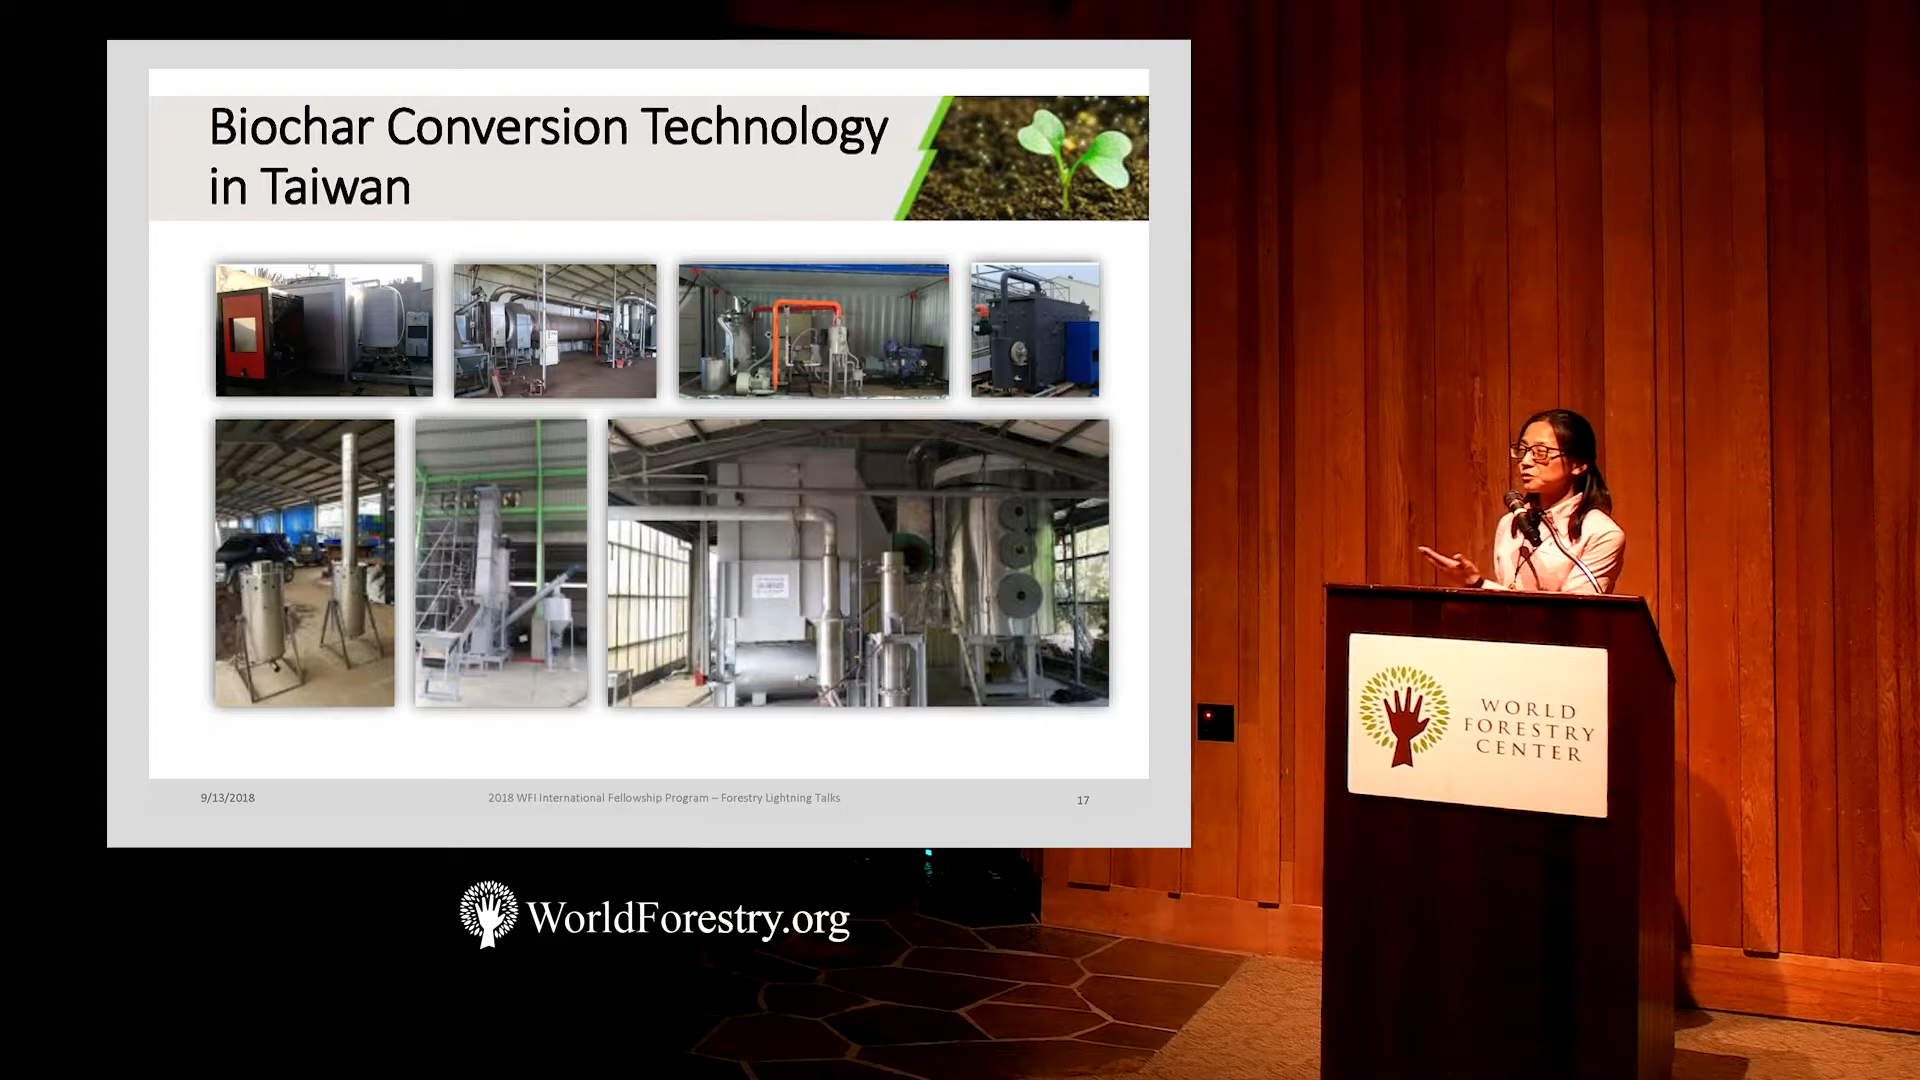 Biochar Conversion Technology
in Taiwan
9/13/2018
2018 WFI International Fellowship Program – Forestry Lightning Talks
17
WORLD
FORESTRY
CENTER
WorldForestry.org